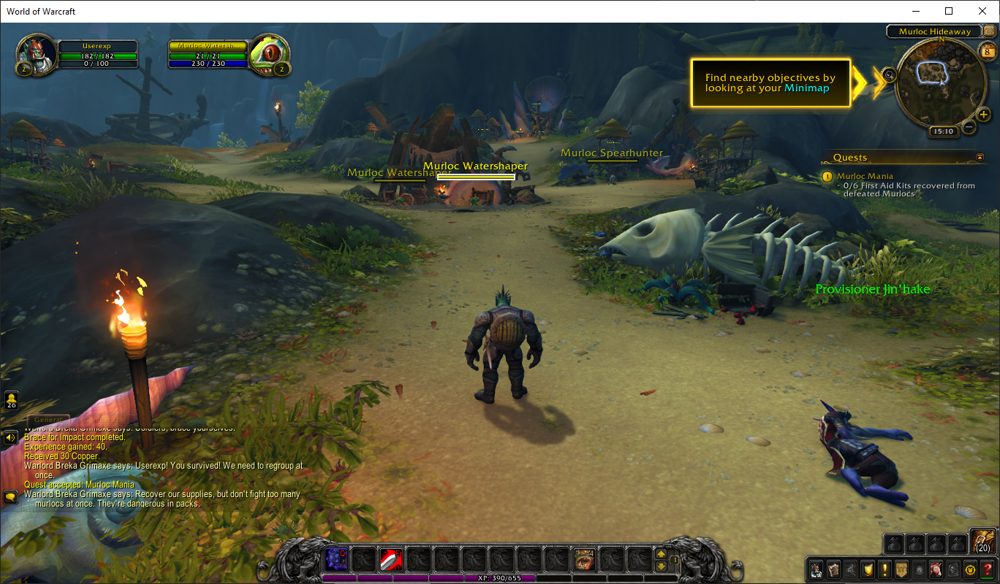 World of Warcraft
Userexp
182 / 182
0 / 100
2
Murloc Watersh
21 / 21
230 / 230
2
Murloc Hideaway
N
8
15:10
Find nearby objectives by
looking at your Minimap
Quests
Murloc Mania
- 0/6 First Aid Kits recovered from
defeated Murlocs
Murloc Spearhunter
Murloc Watershaper
Murloc Watershaper
Provisioner Jin'hake
26
General
Warlord Breka Grimaxe says: Soldiers, brace yourselves!
Brace for Impact completed.
Experience gained: 40.
Received 30 Copper.
Warlord Breka Grimaxe says: Userexp! You survived! We need to regroup at
once.
Quest accepted: Murloc Mania
Warlord Breka Grimaxe says: Recover our supplies, but don't fight too many
murlocs at once. They're dangerous in packs.
Q
E
4
1
(20)
XP: 390/655